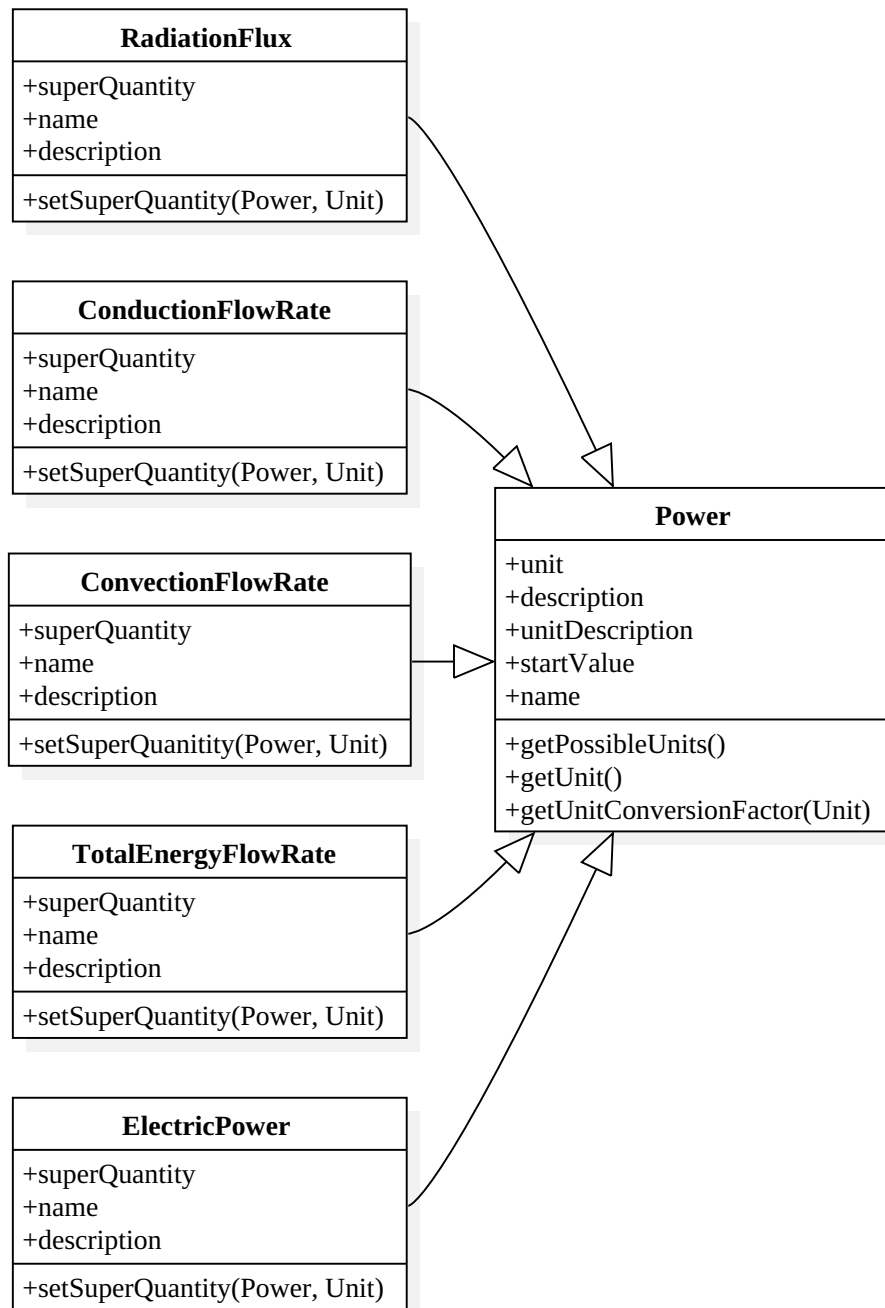 RadiationFlux
+superQuantity
+name
+description
+setSuperQuantity(Power, Unit)
ConductionFlowRate
+superQuantity
+name
+description
+setSuperQuantity(Power, Unit)
ConvectionFlowRate
+superQuantity
+name
+description
+setSuperQuanitity(Power, Unit)
TotalEnergyFlowRate
+superQuantity
+name
+description
+setSuperQuantity(Power, Unit)
ElectricPower
+superQuantity
+name
+description
+setSuperQuantity(Power, Unit)
Power
+unit
+description
+unitDescription
+startValue
+name
+getPossibleUnits()
+getUnit()
+getUnitConversionFactor(Unit)